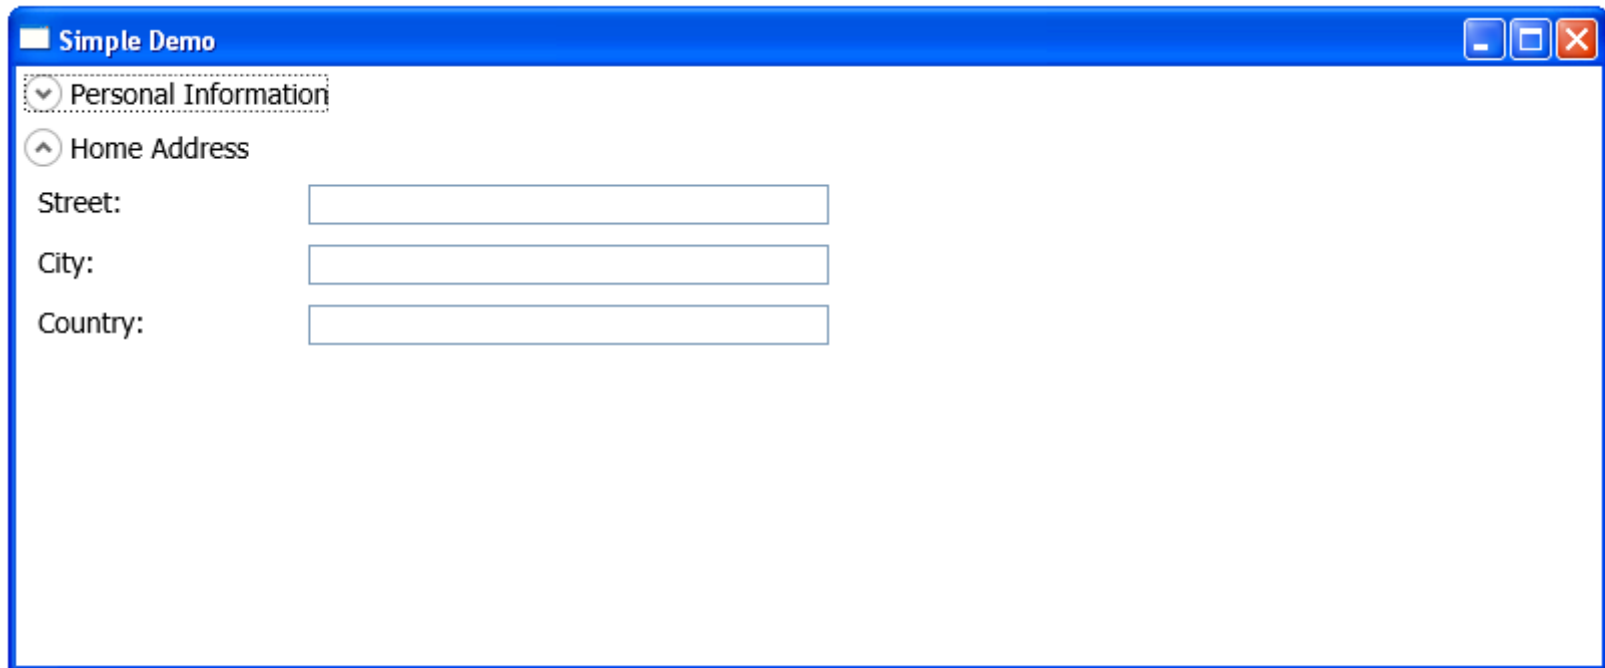 Simple Demo
Personal Information
Home Address
Street:
City:
Country: